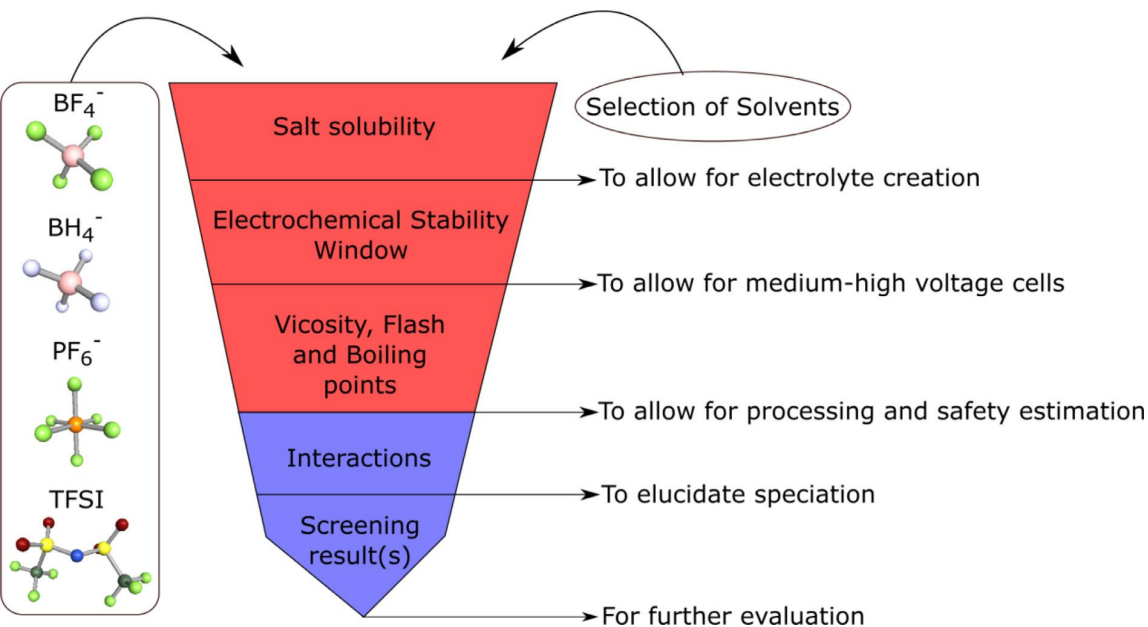 BF₄⁻
BH₄⁻
PF₆⁻
TFSI
Salt solubility
Electrochemical Stability
Window
Vicosity, Flash
and Boiling
points
Interactions
Screening
result(s)
Selection of Solvents
To allow for electrolyte creation
To allow for medium-high voltage cells
To allow for processing and safety estimation
To elucidate speciation
For further evaluation